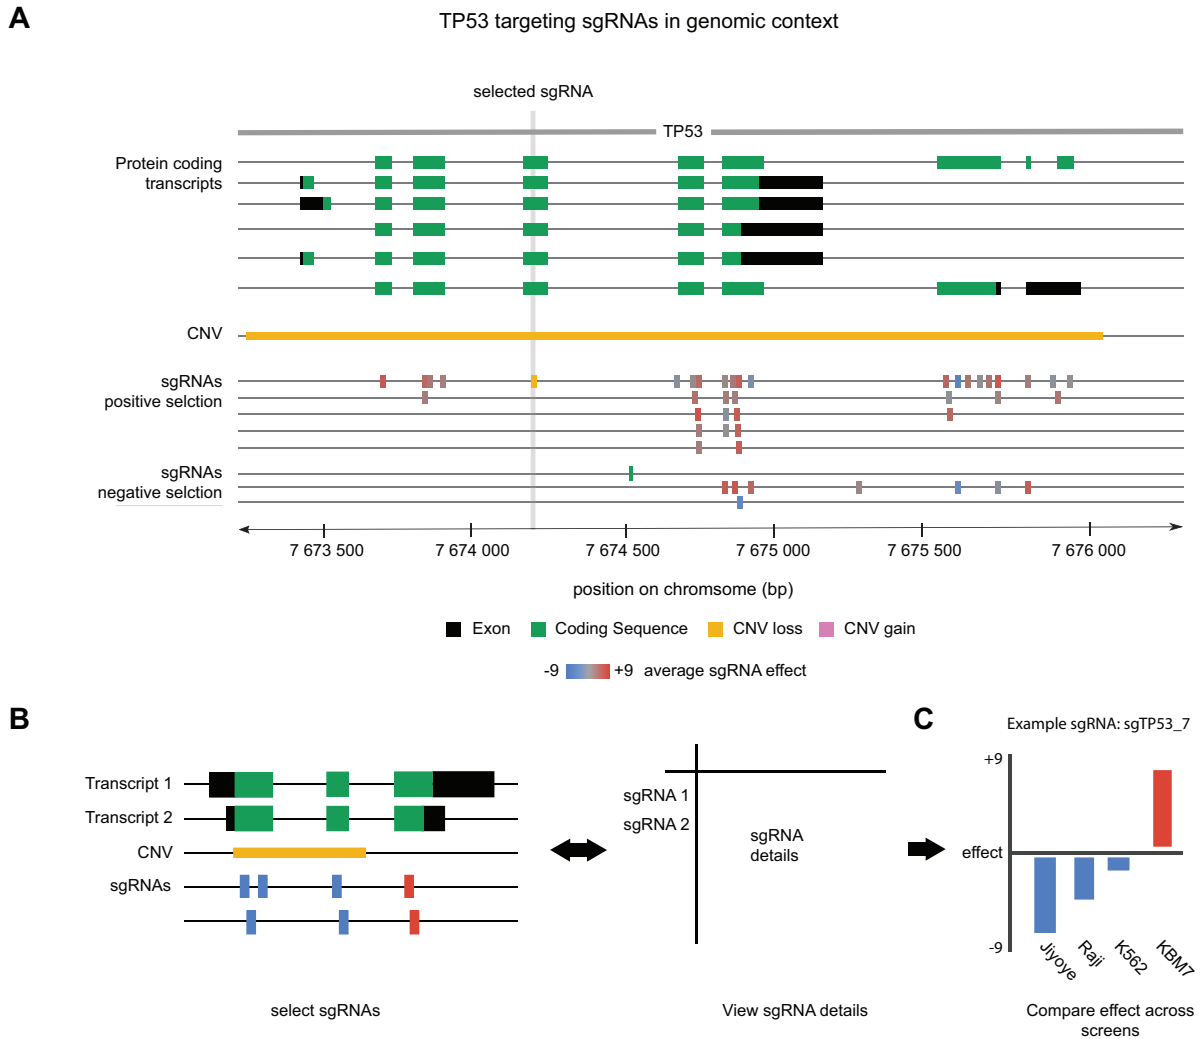 A
TP53 targeting sgRNAs in genomic context
selected sgRNA
TP53
Protein coding
transcripts
CNV
sgRNAs
positive selction
sgRNAs
negative selction
7 673 500
7 674 000
7 674 500
7 675 000
7 675 500
7 676 000
position on chromsome (bp)
Exon
Coding Sequence
CNV loss
CNV gain
-9
+9
average sgRNA effect
B
Transcript 1
Transcript 2
CNV
sgRNAs
select sgRNAs
sgRNA 1
sgRNA 2
sgRNA
details
View sgRNA details
C
Example sgRNA: sgTP53_7
+9
effect
-9
Jiyoye
Raji
K562
KBM7
Compare effect across
screens